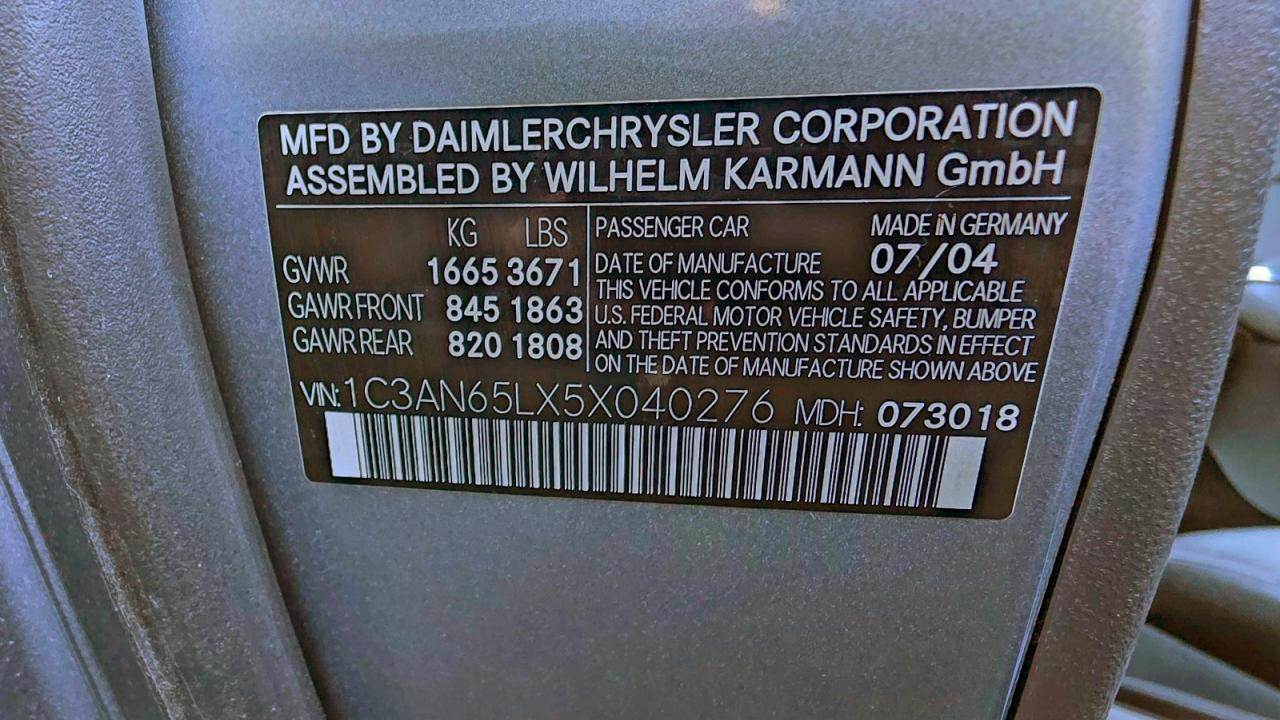 MFD BY DAIMLERCHRYSLER CORPORATION
ASSEMBLED BY WILHELM KARMANN GmbH
KG LBS
GVWR 1665 3671
GAWR FRONT 845 1863
GAWR REAR 820 1808
PASSENGER CAR MADE IN GERMANY
DATE OF MANUFACTURE 07/04
THIS VEHICLE CONFORMS TO ALL APPLICABLE
U.S. FEDERAL MOTOR VEHICLE SAFETY, BUMPER
AND THEFT PREVENTION STANDARDS IN EFFECT
ON THE DATE OF MANUFACTURE SHOWN ABOVE
VIN: 1C3AN65LX5X040276 MDH: 073018